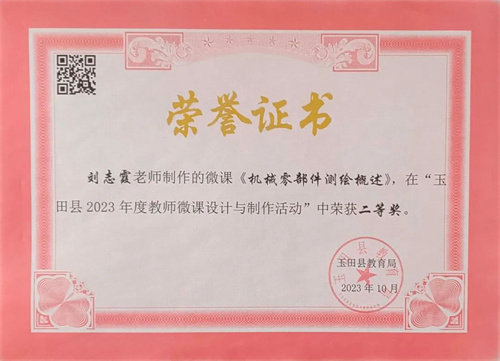 荣誉证书
刘志霞老师制作的微课《机械零部件测绘概述》，在“玉
田县2023年度教师微课设计与制作活动”中荣获二等奖。
玉田县教育局
2023年10月